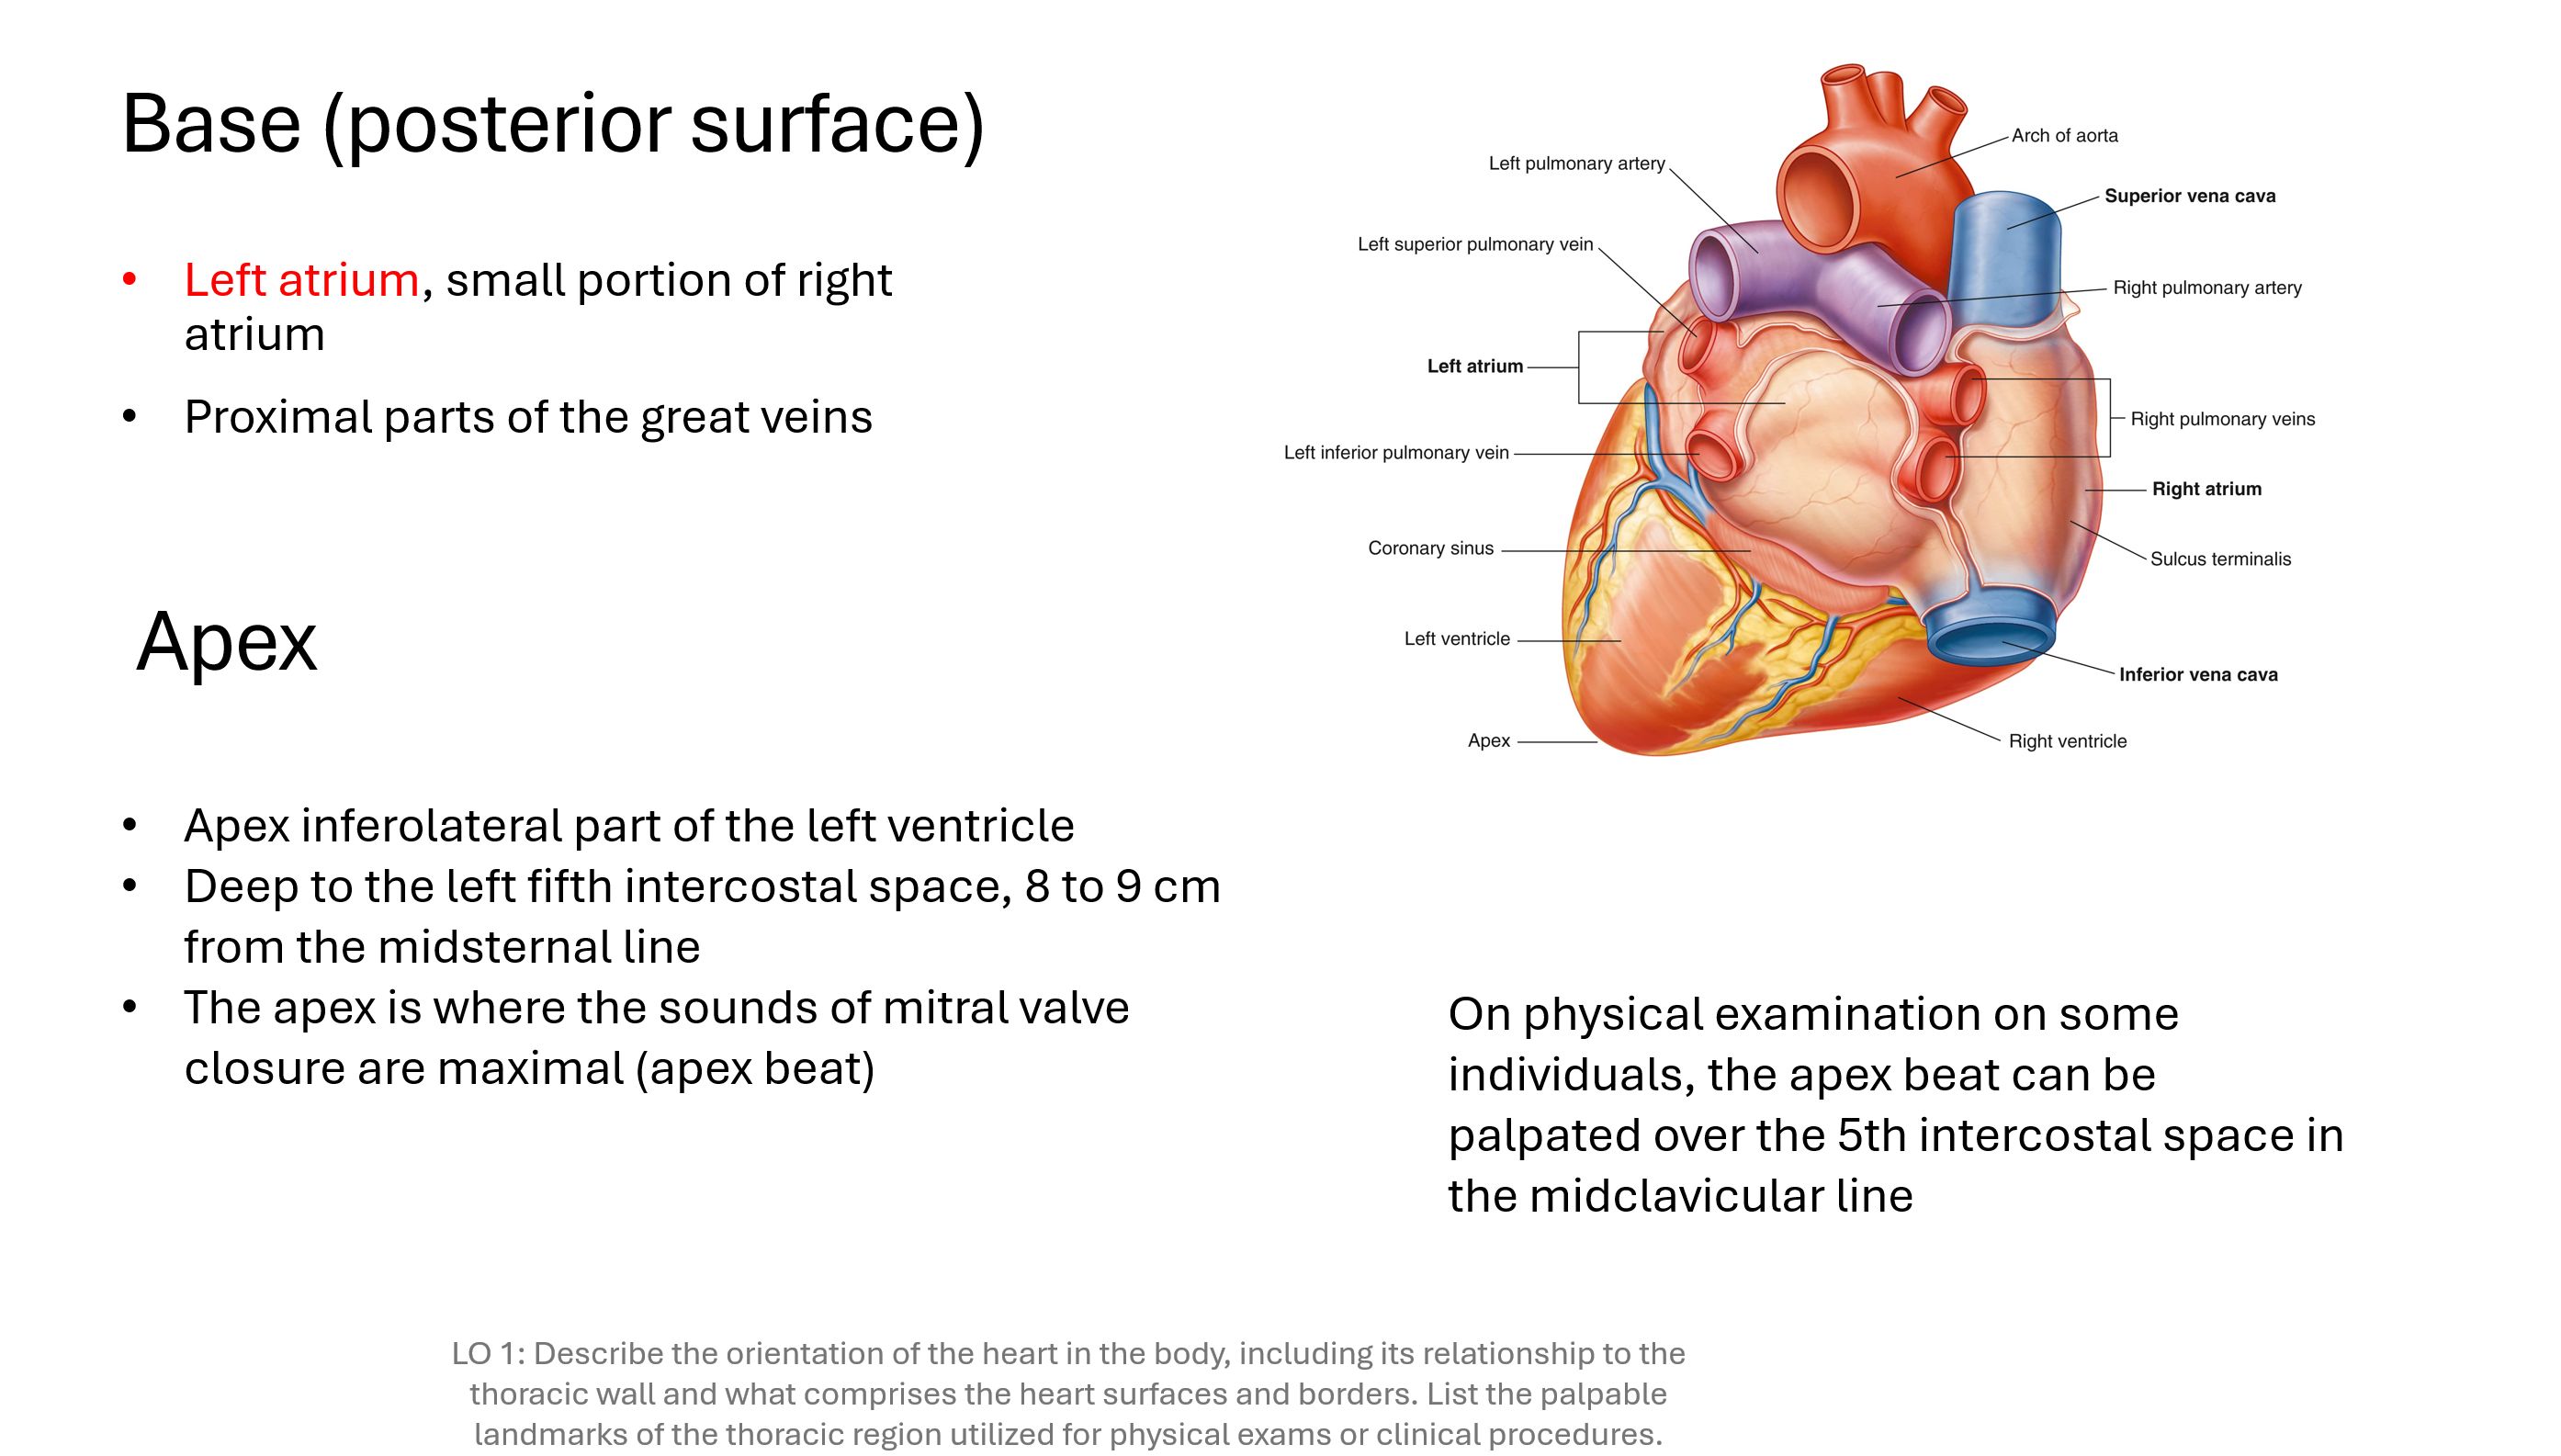 Base (posterior surface)
• Left atrium, small portion of right
atrium
• Proximal parts of the great veins
Apex
• Apex inferolateral part of the left ventricle
• Deep to the left fifth intercostal space, 8 to 9 cm
from the midsternal line
• The apex is where the sounds of mitral valve
closure are maximal (apex beat)
Arch of aorta
Left pulmonary artery
Superior vena cava
Left superior pulmonary vein
Right pulmonary artery
Left atrium
Right pulmonary veins
Left inferior pulmonary vein
Right atrium
Coronary sinus
Sulcus terminalis
Left ventricle
Inferior vena cava
Apex
Right ventricle
On physical examination on some
individuals, the apex beat can be
palpated over the 5th intercostal space in
the midclavicular line
LO 1: Describe the orientation of the heart in the body, including its relationship to the
thoracic wall and what comprises the heart surfaces and borders. List the palpable
landmarks of the thoracic region utilized for physical exams or clinical procedures.